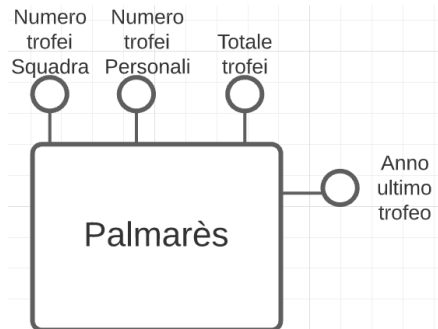 Numero
trofei
Squadra
Numero
trofei
Personali
Totale
trofei
Anno
ultimo
trofeo
Palmarès